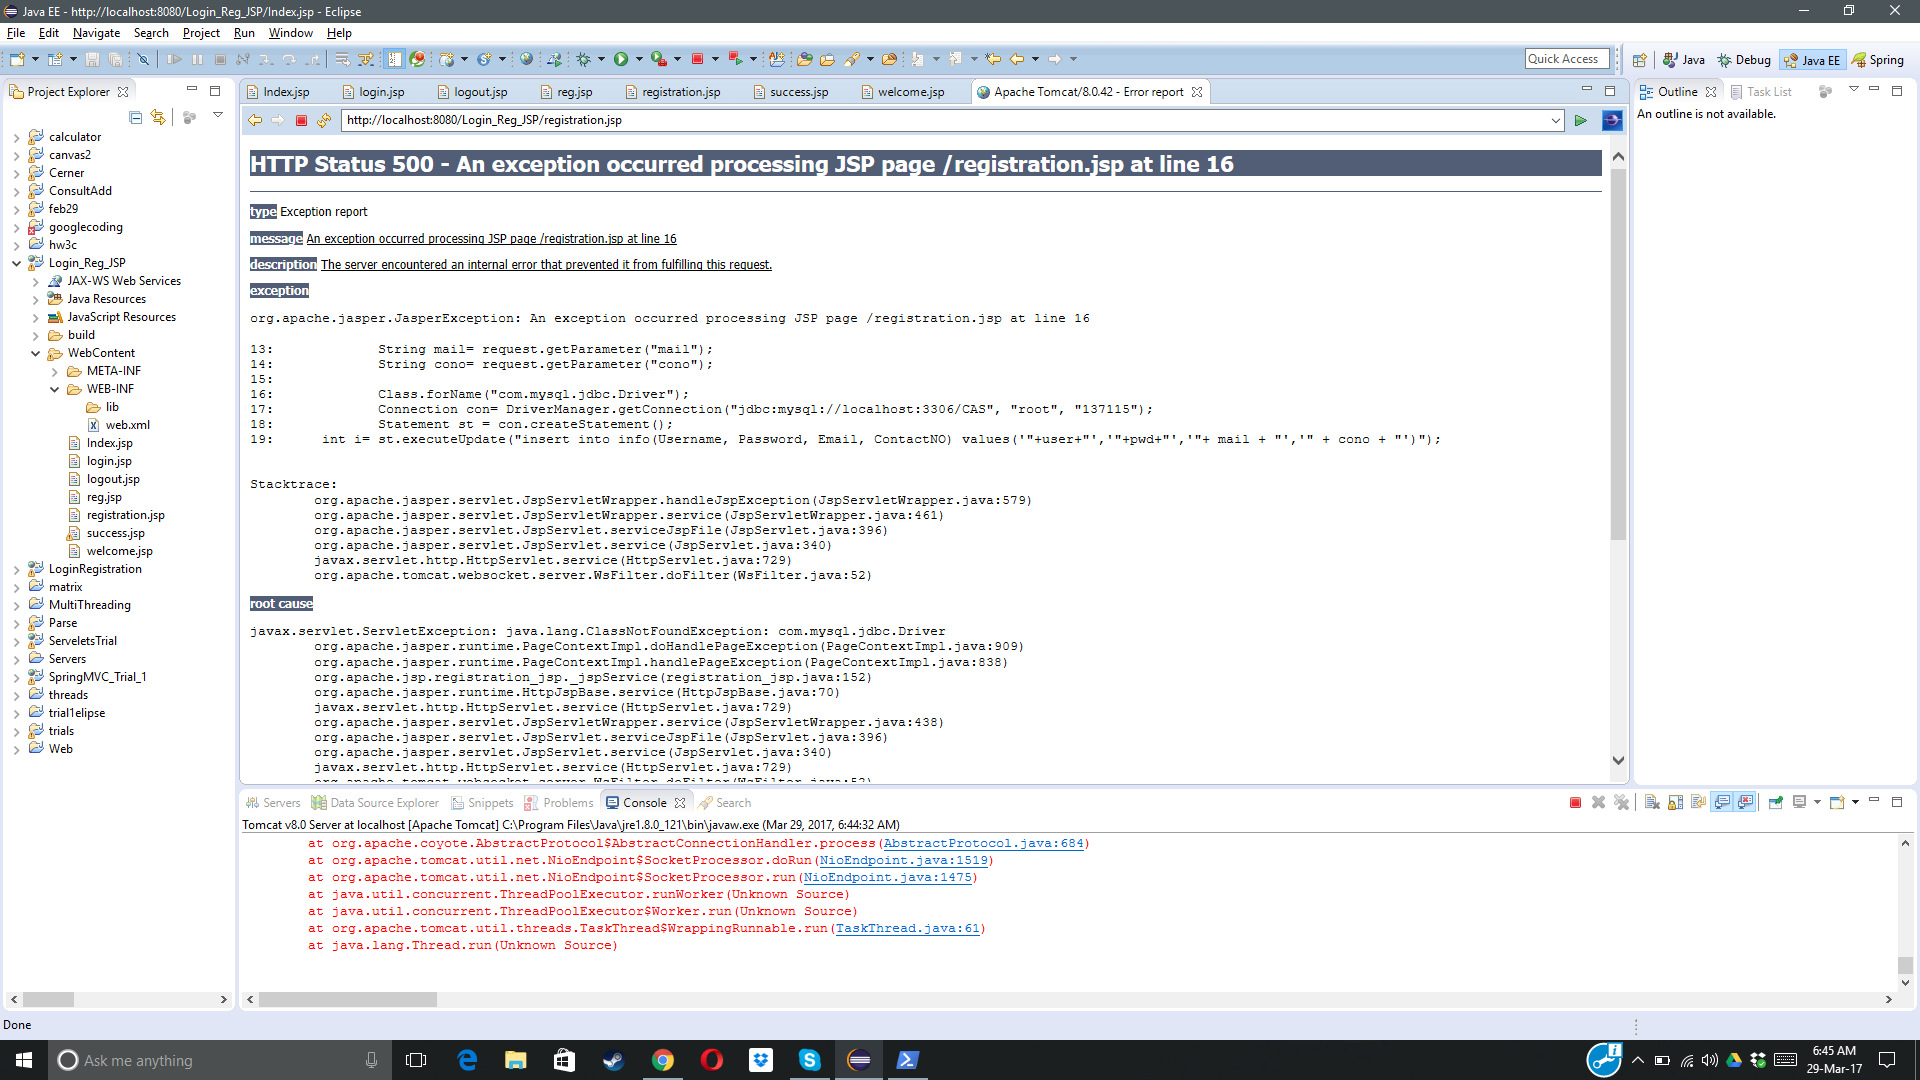 Java EE - http://localhost:8080/Login_Reg_JSP/Index.jsp - Eclipse
File Edit Navigate Search Project Run Window Help
Quick Access Java Debug Java EE Spring
Project Explorer
calculator
canvas2
Cerner
ConsultAdd
feb29
googlecoding
hw3c
Login_Reg_JSP
JAX-WS Web Services
Java Resources
JavaScript Resources
build
WebContent
META-INF
WEB-INF
lib
web.xml
Index.jsp
login.jsp
logout.jsp
reg.jsp
registration.jsp
success.jsp
welcome.jsp
LoginRegistration
matrix
MultiThreading
Parse
ServeletsTrial
Servers
SpringMVC_Trial_1
threads
trial1elipse
trials
Web
Index.jsp login.jsp logout.jsp reg.jsp registration.jsp success.jsp welcome.jsp Apache Tomcat/8.0.42 - Error report
http://localhost:8080/Login_Reg_JSP/registration.jsp
HTTP Status 500 - An exception occurred processing JSP page /registration.jsp at line 16
type Exception report
message An exception occurred processing JSP page /registration.jsp at line 16
description The server encountered an internal error that prevented it from fulfilling this request.
exception
org.apache.jasper.JasperException: An exception occurred processing JSP page /registration.jsp at line 16
13: String mail= request.getParameter("mail");
14: String cono= request.getParameter("cono");
15:
16: Class.forName("com.mysql.jdbc.Driver");
17: Connection con= DriverManager.getConnection("jdbc:mysql://localhost:3306/CAS", "root", "137115");
18: Statement st = con.createStatement();
19: int i= st.executeUpdate("insert into info(Username, Password, Email, ContactNO) values('"+user+"','"+pwd+"','"+ mail + "','" + cono + "')");
Stacktrace:
org.apache.jasper.servlet.JspServletWrapper.handleJspException(JspServletWrapper.java:579)
org.apache.jasper.servlet.JspServletWrapper.service(JspServletWrapper.java:461)
org.apache.jasper.servlet.JspServlet.serviceJspFile(JspServlet.java:396)
org.apache.jasper.servlet.JspServlet.service(JspServlet.java:340)
javax.servlet.http.HttpServlet.service(HttpServlet.java:729)
org.apache.tomcat.websocket.server.WsFilter.doFilter(WsFilter.java:52)
root cause
javax.servlet.ServletException: java.lang.ClassNotFoundException: com.mysql.jdbc.Driver
org.apache.jasper.runtime.PageContextImpl.doHandlePageException(PageContextImpl.java:909)
org.apache.jasper.runtime.PageContextImpl.handlePageException(PageContextImpl.java:838)
org.apache.jsp.registration_jsp._jspService(registration_jsp.java:152)
org.apache.jasper.runtime.HttpJspBase.service(HttpJspBase.java:70)
javax.servlet.http.HttpServlet.service(HttpServlet.java:729)
org.apache.jasper.servlet.JspServletWrapper.service(JspServletWrapper.java:438)
org.apache.jasper.servlet.JspServlet.serviceJspFile(JspServlet.java:396)
org.apache.jasper.servlet.JspServlet.service(JspServlet.java:340)
javax.servlet.http.HttpServlet.service(HttpServlet.java:729)
org.apache.tomcat.websocket.server.WsFilter.doFilter(WsFilter.java:52)
Outline Task List
An outline is not available.
Servers Data Source Explorer Snippets Problems Console Search
Tomcat v8.0 Server at localhost [Apache Tomcat] C:\Program Files\Java\jre1.8.0_121\bin\javaw.exe (Mar 29, 2017, 6:44:32 AM)
at org.apache.coyote.AbstractProtocol$AbstractConnectionHandler.process(AbstractProtocol.java:684)
at org.apache.tomcat.util.net.NioEndpoint$SocketProcessor.doRun(NioEndpoint.java:1519)
at org.apache.tomcat.util.net.NioEndpoint$SocketProcessor.run(NioEndpoint.java:1475)
at java.util.concurrent.ThreadPoolExecutor.runWorker(Unknown Source)
at java.util.concurrent.ThreadPoolExecutor$Worker.run(Unknown Source)
at org.apache.tomcat.util.threads.TaskThread$WrappingRunnable.run(TaskThread.java:61)
at java.lang.Thread.run(Unknown Source)
Done
Ask me anything
6:45 AM
29-Mar-17